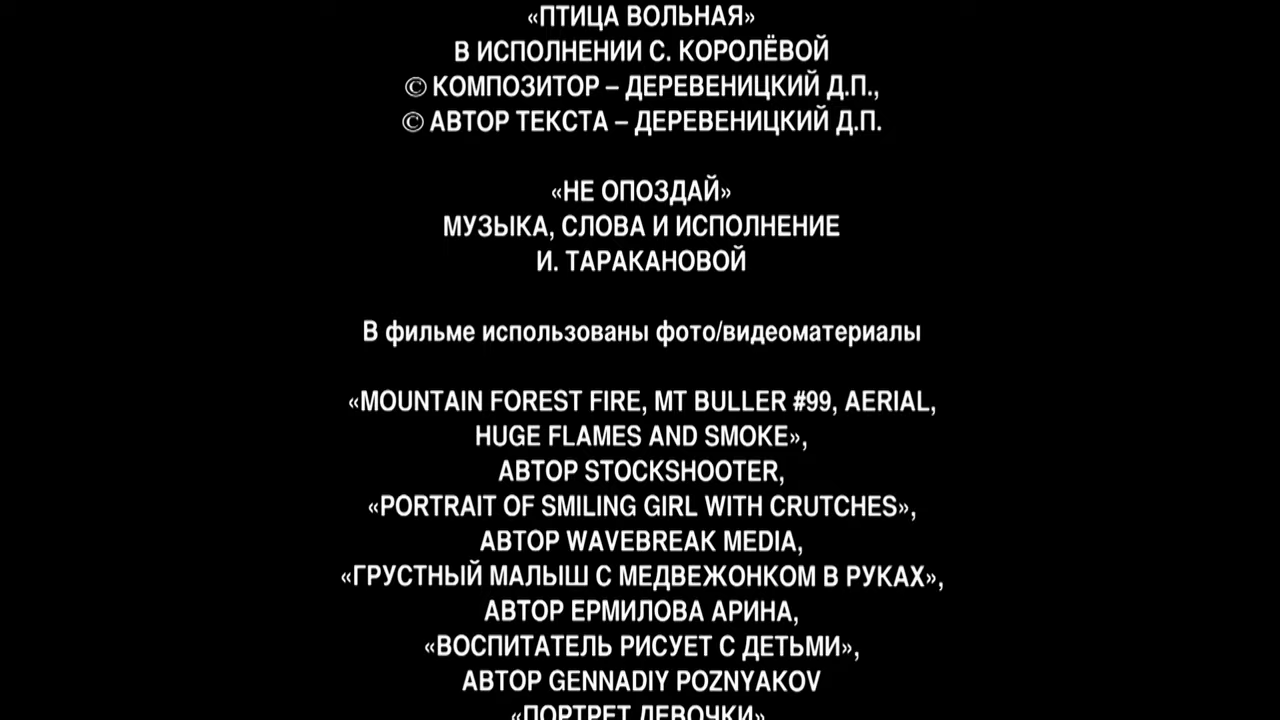 «ПТИЦА ВОЛЬНАЯ»
В ИСПОЛНЕНИИ С. КОРОЛЁВОЙ
© КОМПОЗИТОР – ДЕРЕВЕНИЦКИЙ Д.П.,
© АВТОР ТЕКСТА – ДЕРЕВЕНИЦКИЙ Д.П.
«НЕ ОПОЗДАЙ»
МУЗЫКА, СЛОВА И ИСПОЛНЕНИЕ
И. ТАРАКАНОВОЙ
В фильме использованы фото/видеоматериалы
«MOUNTAIN FOREST FIRE, MT BULLER #99, AERIAL,
HUGE FLAMES AND SMOKE»,
АВТОР STOCKSHOOTER,
«PORTRAIT OF SMILING GIRL WITH CRUTCHES»,
АВТОР WAVEBREAK MEDIA,
«ГРУСТНЫЙ МАЛЫШ С МЕДВЕЖОНКОМ В РУКАХ»,
АВТОР ЕРМИЛОВА АРИНА,
«ВОСПИТАТЕЛЬ РИСУЕТ С ДЕТЬМИ»,
АВТОР GENNADIY POZNYAKOV
«ПОРТРЕТ ДЕВОЧКИ»